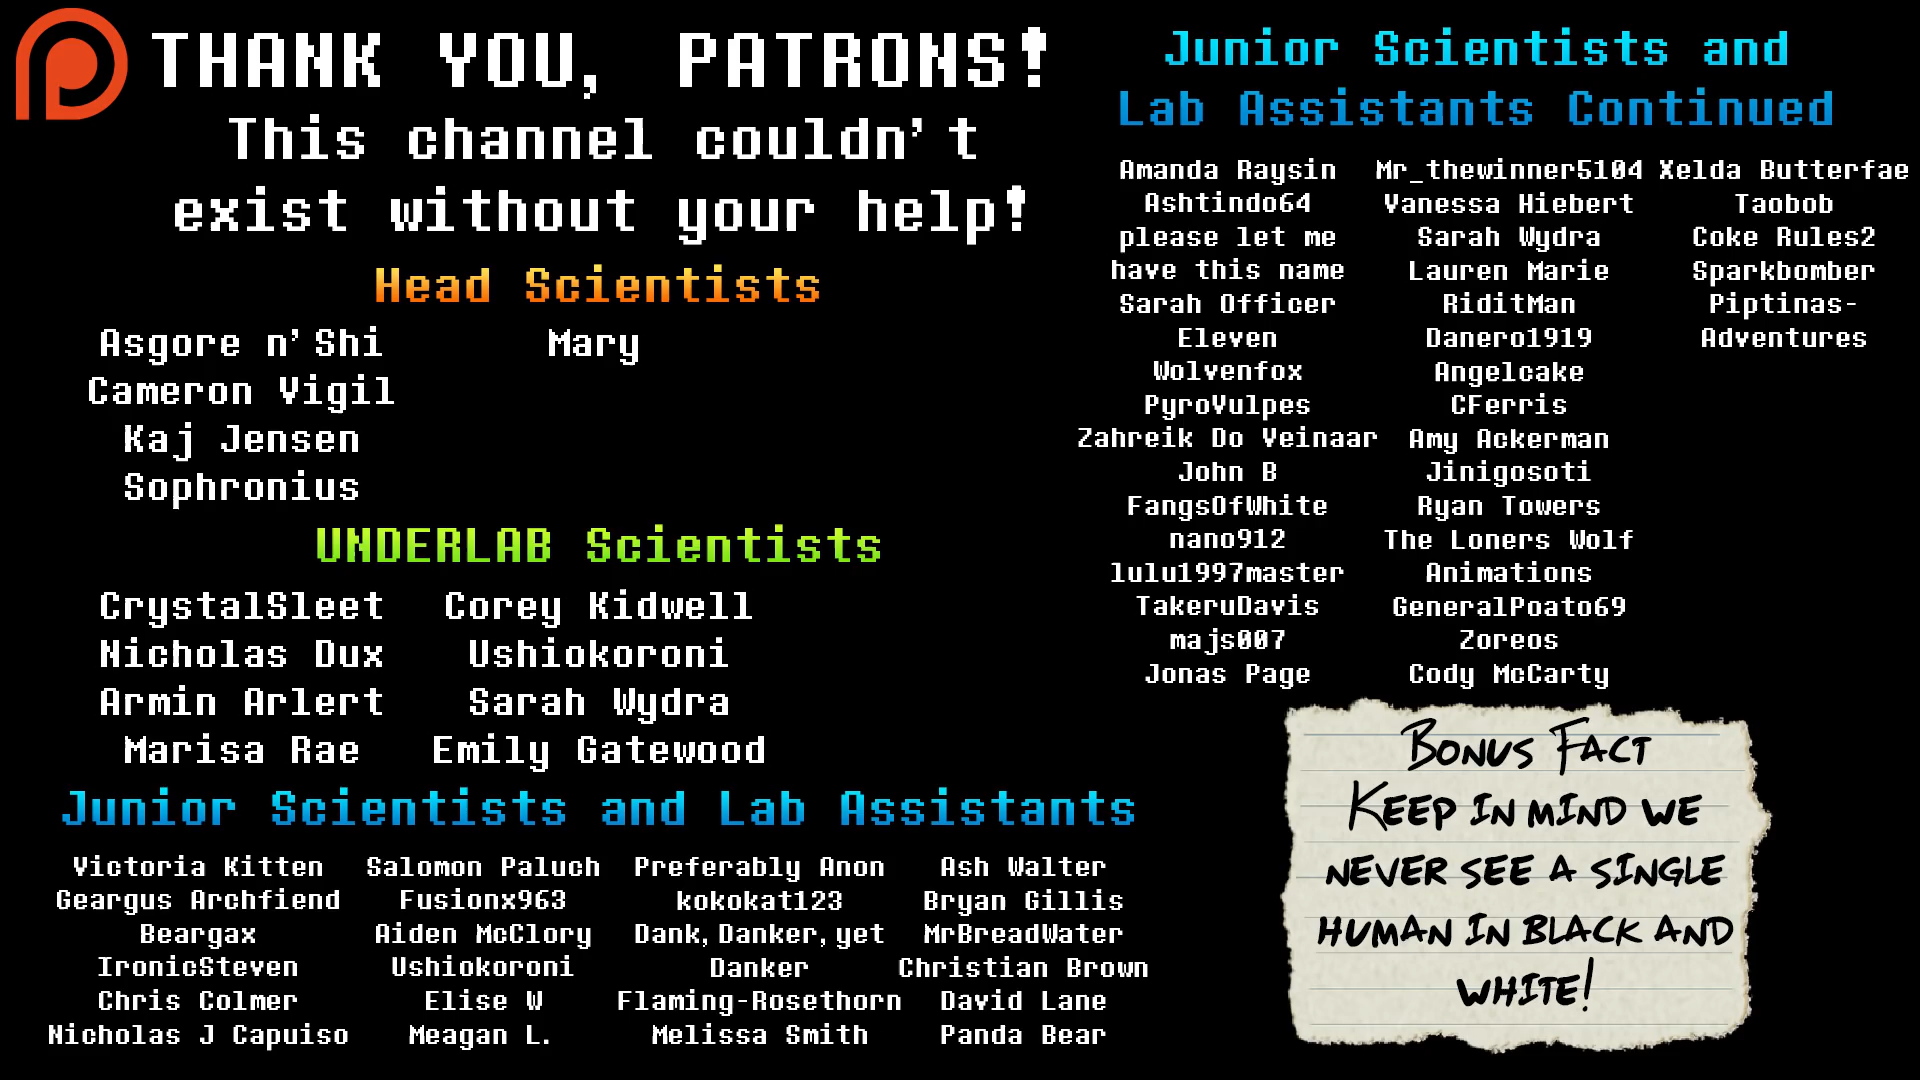 THANK YOU, PATRONS!
This channel couldn't
exist without your help!
Head Scientists
Asgore n'Shi
Cameron Vigil
Kaj Jensen
Sophronius
Mary
UNDERLAB Scientists
CrystalSleet
Nicholas Dux
Armin Arlert
Marisa Rae
Corey Kidwell
Ushiokoroni
Sarah Wydra
Emily Gatewood
Junior Scientists and Lab Assistants
Victoria Kitten
Geargus Archfiend
Beargax
IronicSteven
Chris Colmer
Nicholas J Capuiso
Salomon Paluch
Fusionx963
Aiden McClory
Ushiokoroni
Elise W
Meagan L.
Preferably Anon
kokokat123
Dank, Danker, yet
Danker
Flaming-Rosethorn
Melissa Smith
Ash Walter
Bryan Gillis
MrBreadWater
Christian Brown
David Lane
Panda Bear
Junior Scientists and
Lab Assistants Continued
Amanda Raysin
Ashtindo64
please let me
have this name
Sarah Officer
Eleven
Wolvenfox
PyroVulpes
Zahreik Do Veinaar
John B
FangsOfWhite
nano912
lulu1997master
TakeruDavis
majs007
Jonas Page
Mr_thewinner5104
Vanessa Hiebert
Sarah Wydra
Lauren Marie
RiditMan
Danero1919
Angelcake
CFerris
Amy Ackerman
Jinigosoti
Ryan Towers
The Loners Wolf
Animations
GeneralPoato69
Zoreos
Cody McCarty
Xelda Butterfae
Taobob
Coke Rules2
Sparkbomber
Piptinas-
Adventures
BONUS FACT
KEEP IN MIND WE
NEVER SEE A SINGLE
HUMAN IN BLACK AND
WHITE!